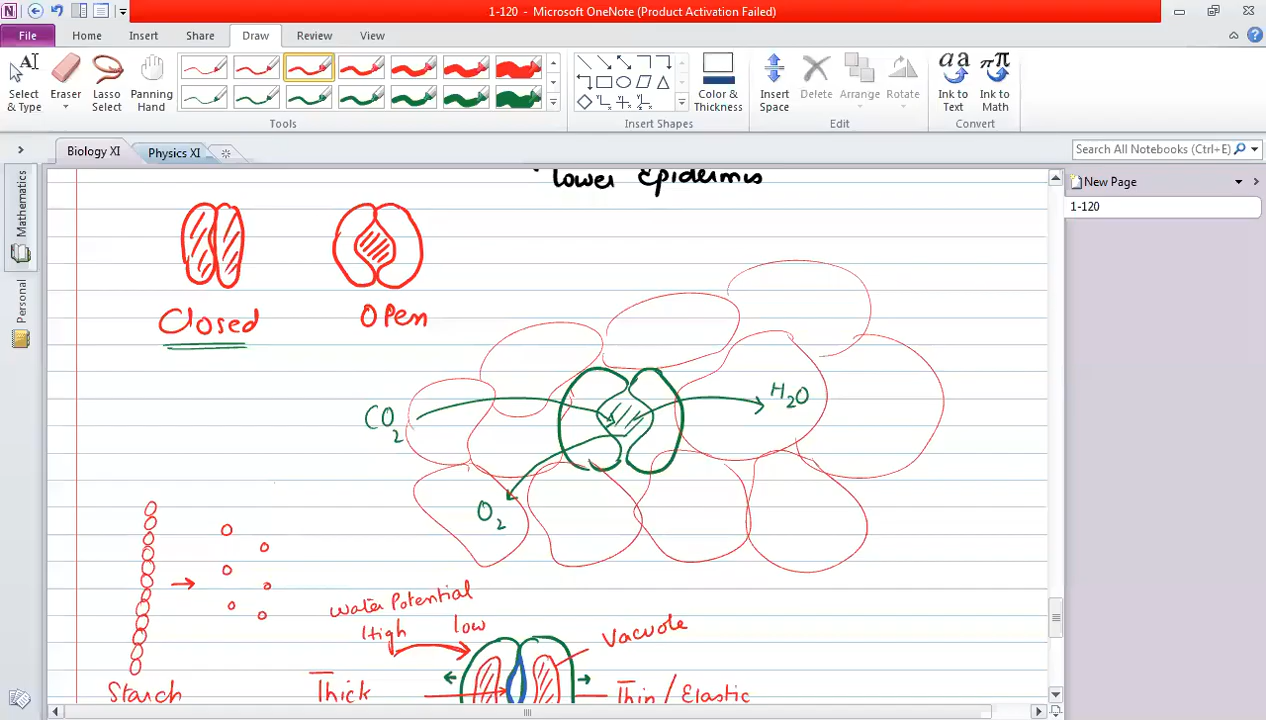 1-120 - Microsoft OneNote (Product Activation Failed)
File Home Insert Share Draw Review View
Select & Type
Eraser
Lasso Select
Panning Hand
Color & Thickness
Insert Space
Delete
Arrange
Rotate
Ink to Text
Ink to Math
Tools
Insert Shapes
Edit
Convert
Biology XI
Physics XI
Search All Notebooks (Ctrl+E)
New Page
1-120
Mathematics
Personal
lower Epidermis
Closed
Open
CO2
H2O
O2
Water Potential
High low
Vacuole
Starch
Thick
Thin / Elastic